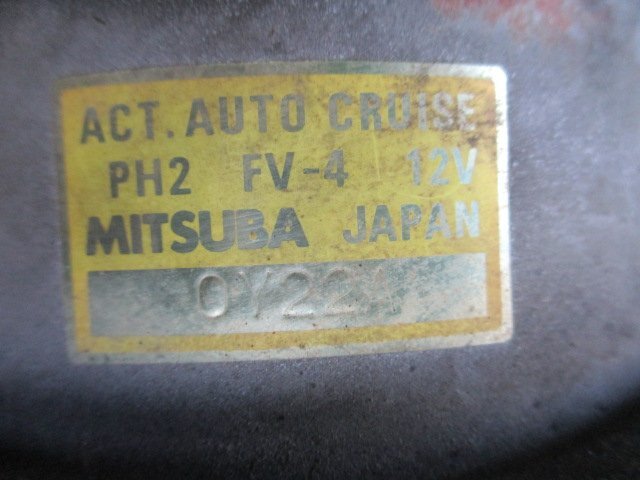 ACT. AUTO CRUISE
PH2 FV-4 12V
MITSUBA JAPAN